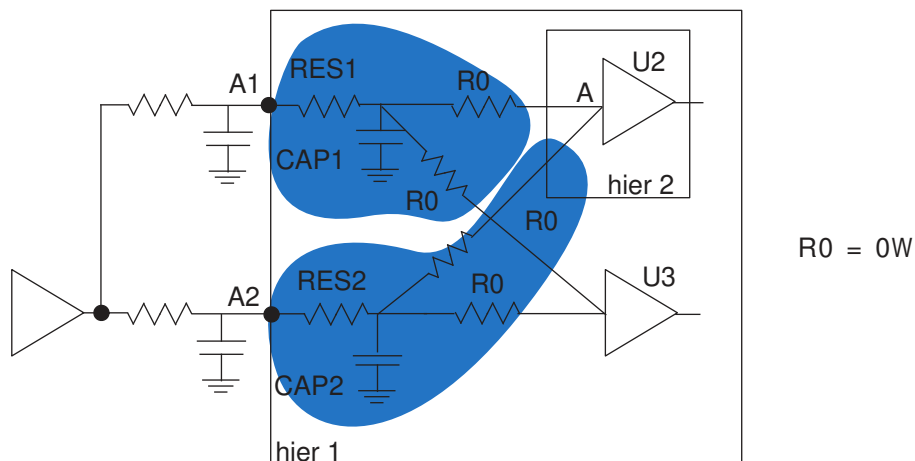 U2
RES1
R0
A1
A
CAP1
hier 2
R0
R0
R0 = 0W
RES2
R0
U3
A2
CAP2
hier 1